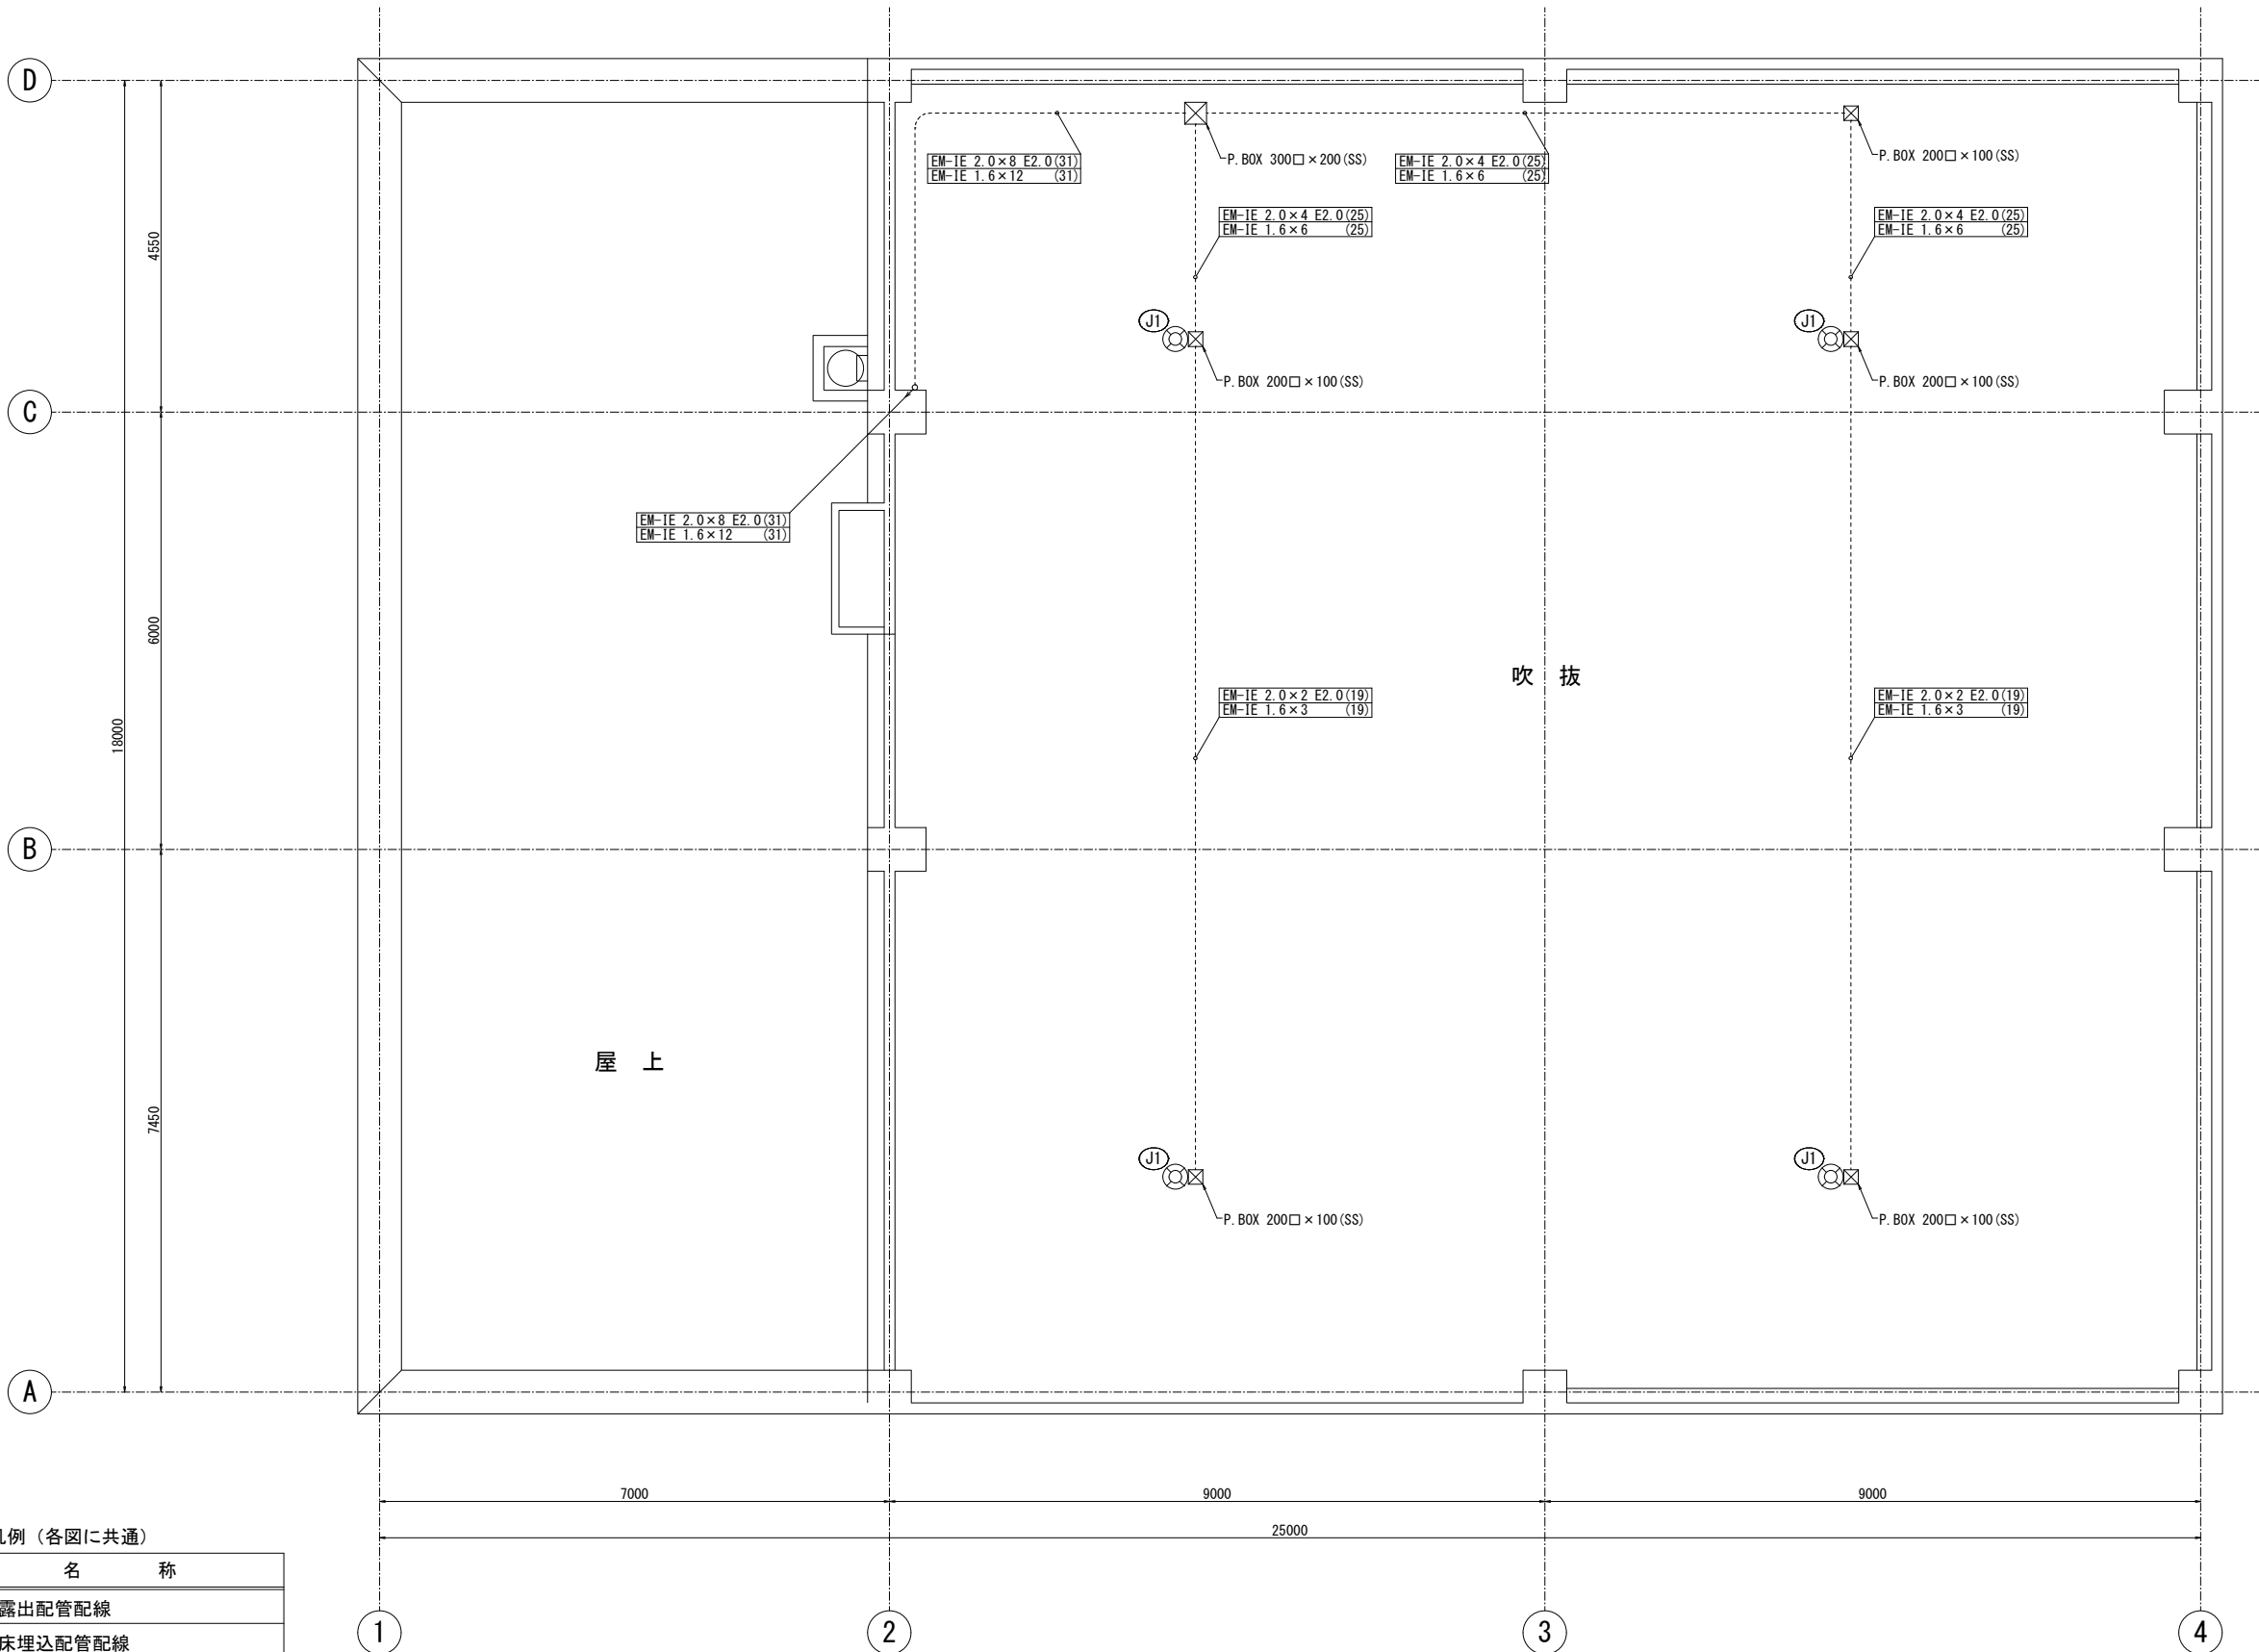 D
EM-IE 2.0×8 E2.0(31)
EM-IE 1.6×12 (31)
P.BOX 300□×200(SS)
EM-IE 2.0×4 E2.0(25)
EM-IE 1.6×6 (25)
P.BOX 200□×100(SS)
4550
EM-IE 2.0×4 E2.0(25)
EM-IE 1.6×6 (25)
EM-IE 2.0×4 E2.0(25)
EM-IE 1.6×6 (25)
J1
J1
P.BOX 200□×100(SS)
P.BOX 200□×100(SS)
C
EM-IE 2.0×8 E2.0(31)
EM-IE 1.6×12 (31)
6000
吹 抜
EM-IE 2.0×2 E2.0(19)
EM-IE 1.6×3 (19)
EM-IE 2.0×2 E2.0(19)
EM-IE 1.6×3 (19)
18000
B
屋 上
7450
J1
J1
P.BOX 200□×100(SS)
P.BOX 200□×100(SS)
A
7000
9000
9000
25000
例（各図に共通）
名 称
露出配管配線
床埋込配管配線
1
2
3
4